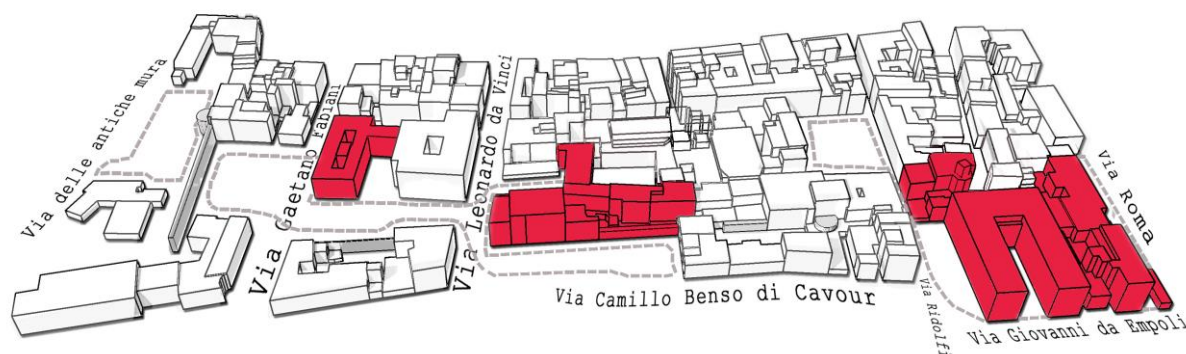 Via delle antiche mura
Via Gaetano Fabiani
Via Leonardo da Vinci
Via Camillo Benso di Cavour
Via Ridolfi
Via Giovanni da Empoli
Via Roma